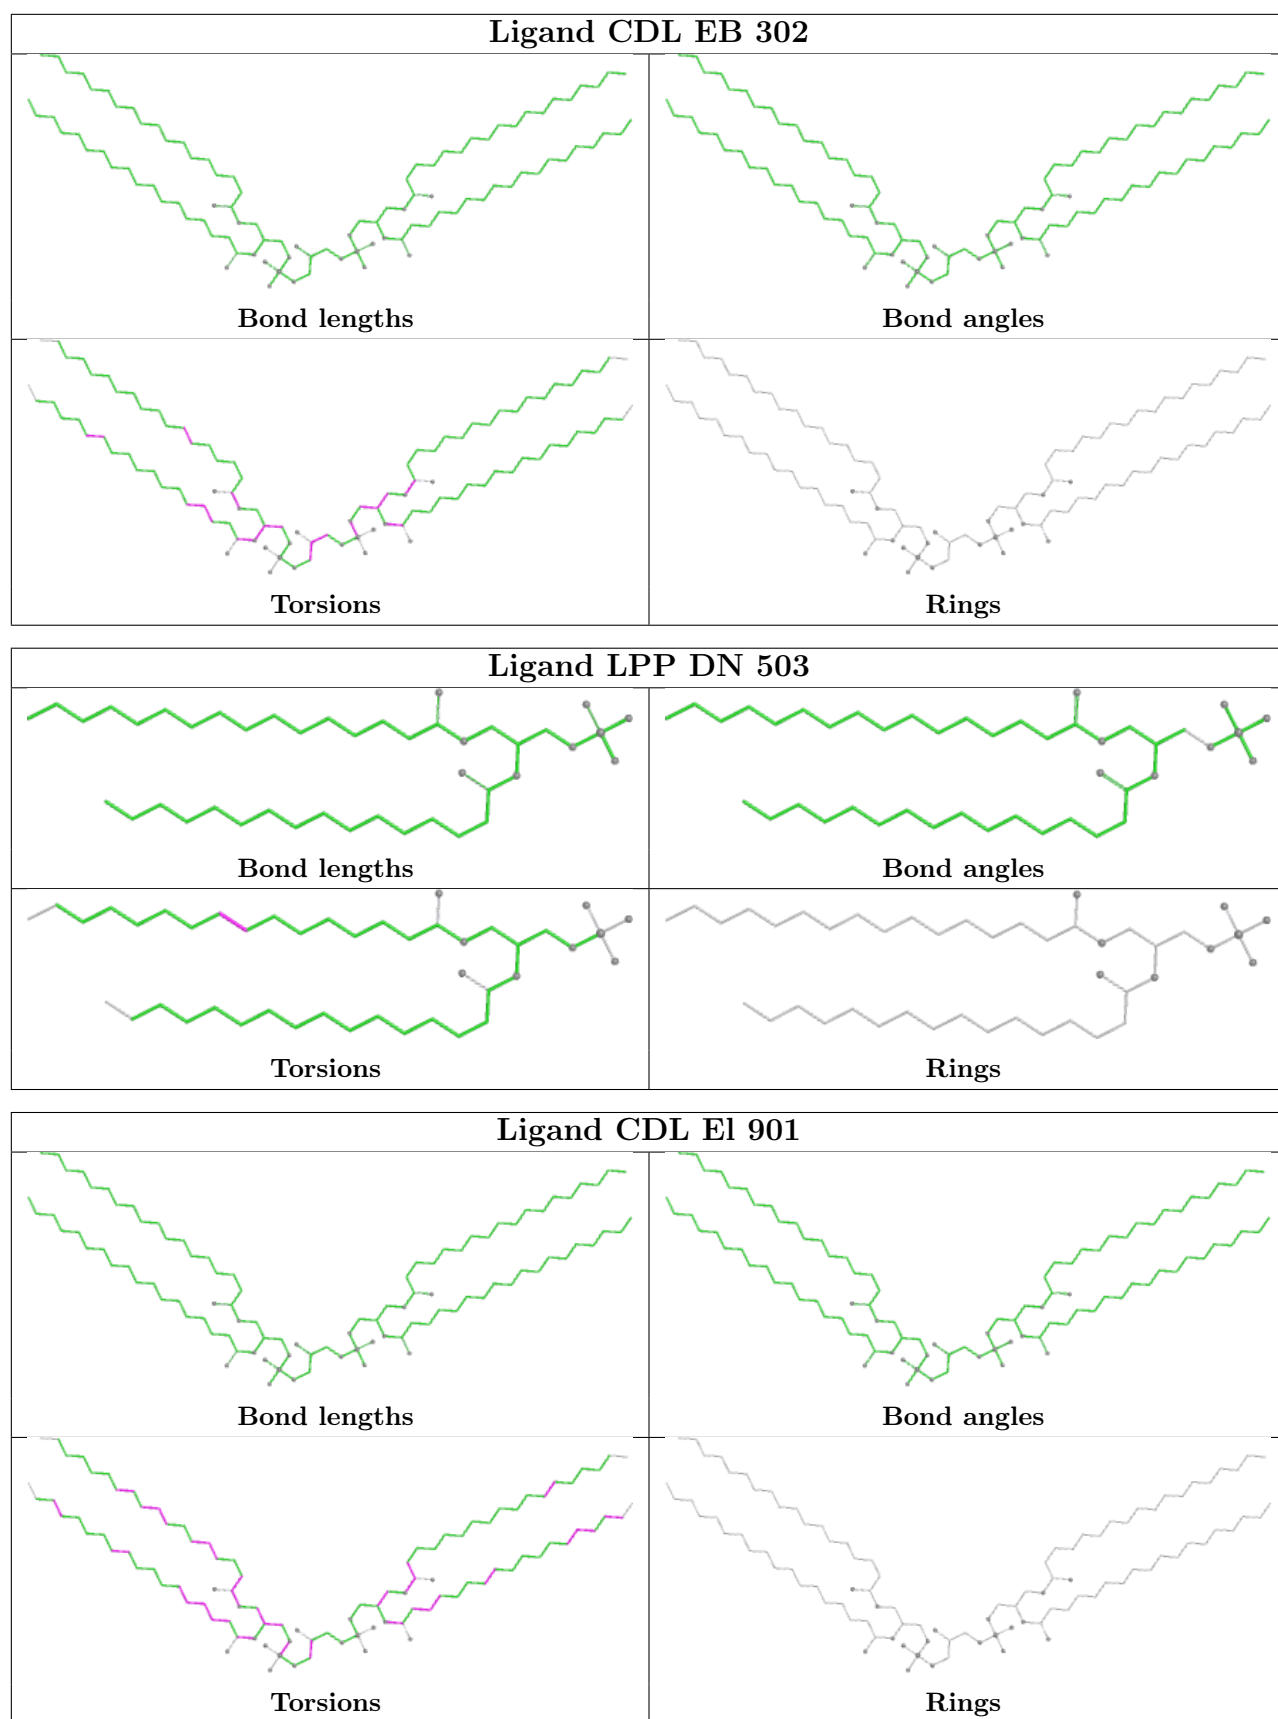 Ligand CDL EB 302
Bond lengths
Bond angles
Torsions
Rings
Ligand LPP DN 503
Bond lengths
Bond angles
Torsions
Rings
Ligand CDL El 901
Bond lengths
Bond angles
Torsions
Rings